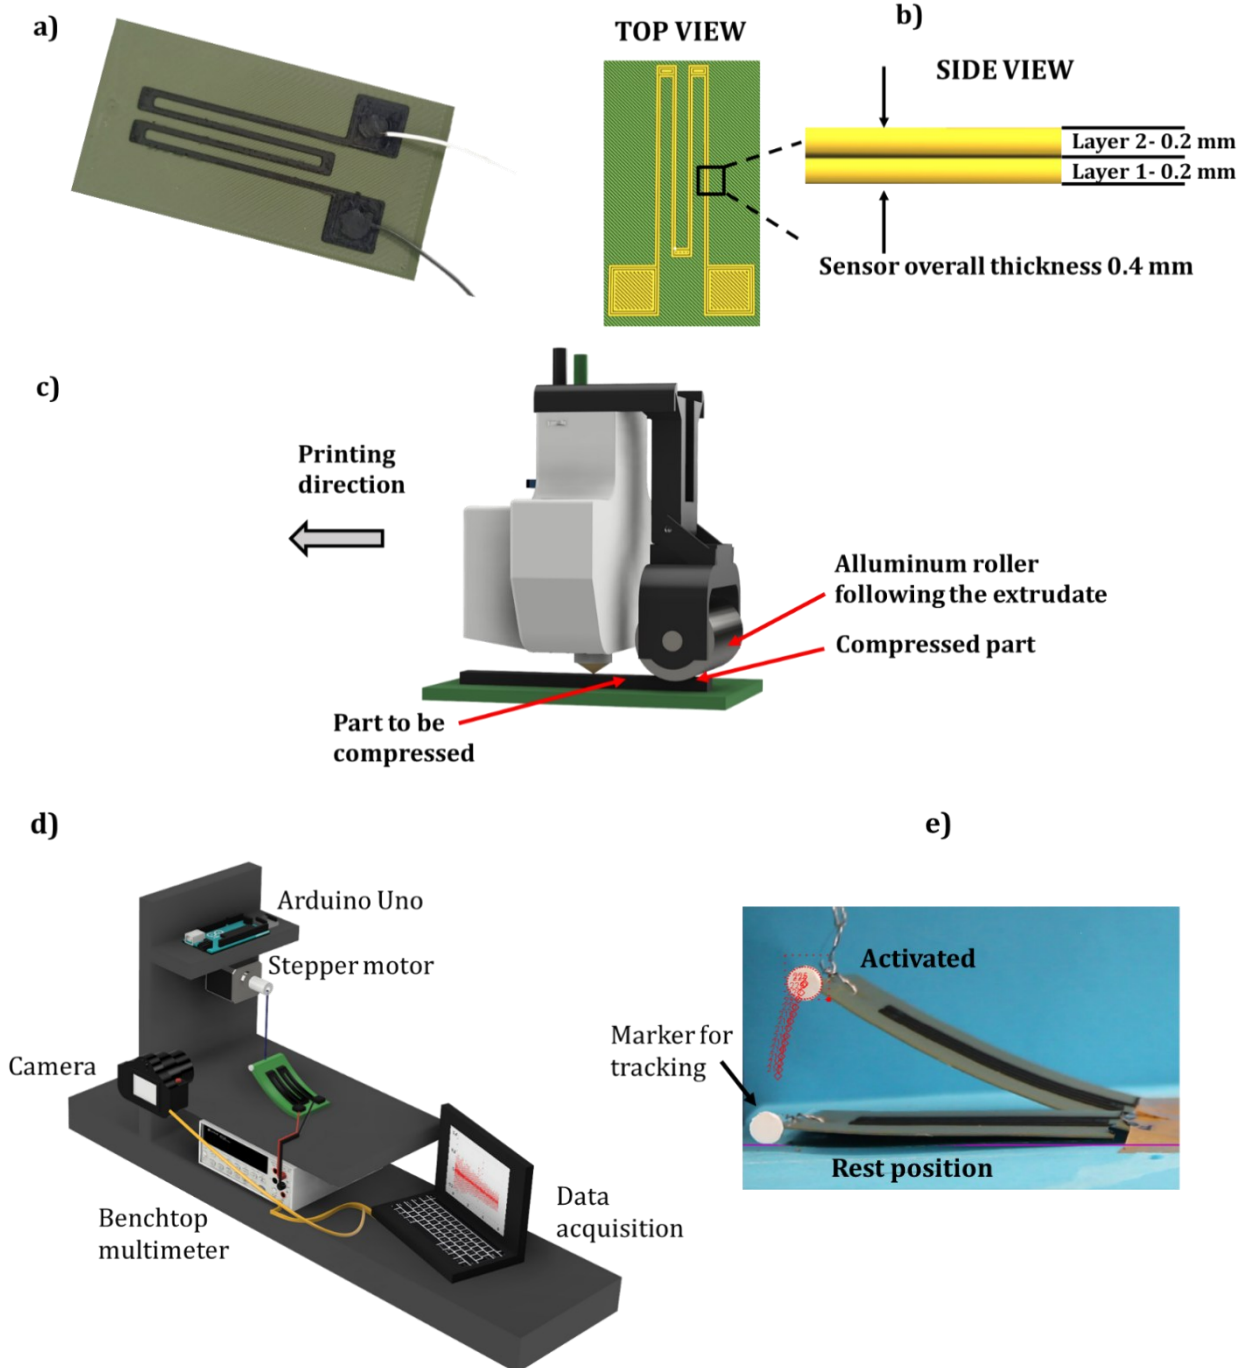 a)
TOP VIEW
b)
SIDE VIEW
Layer 2- 0.2 mm
Layer 1- 0.2 mm
Sensor overall thickness 0.4 mm
c)
Printing
direction
Alluminum roller
following the extrudate
Compressed part
Part to be
compressed
d)
Arduino Uno
Stepper motor
Camera
Benchtop
multimeter
Data
acquisition
e)
Activated
Marker for
tracking
Rest position